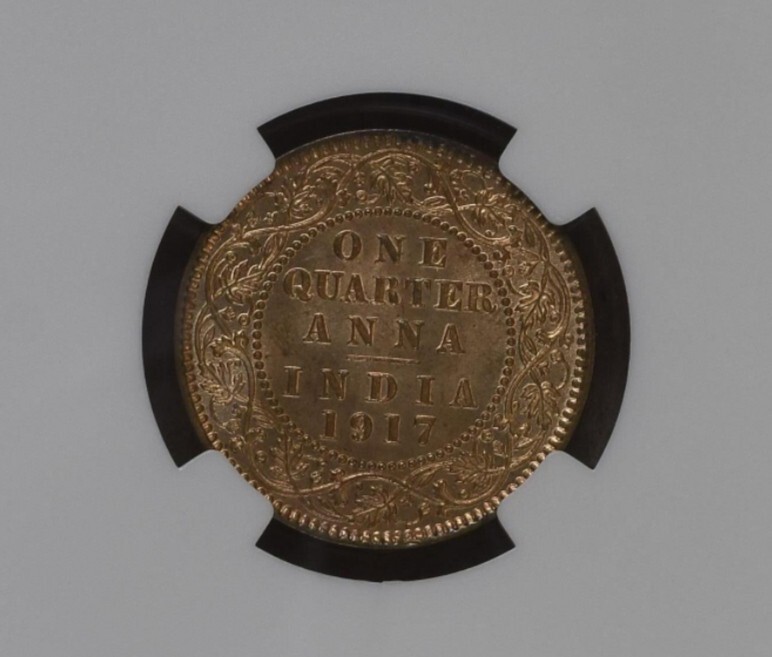 ONE
QUARTER
ANNA
INDIA
1917